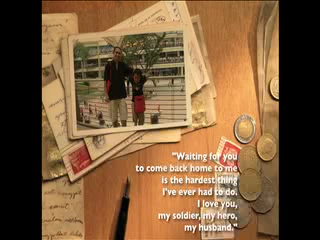 "Waiting for you
to come back home to me
is the hardest thing
I've ever had to do.
I love you,
my soldier, my hero,
my husband."